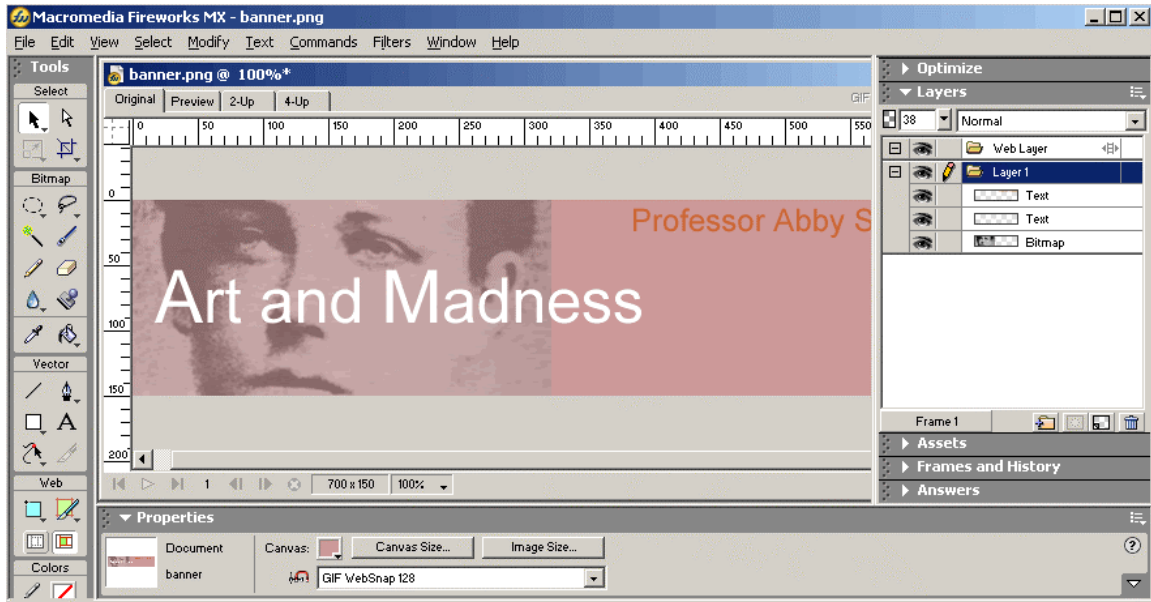 Macromedia Fireworks MX - banner.png
File Edit View Select Modify Text Commands Filters Window Help
Tools
Select
Bitmap
Vector
Web
Colors
banner.png @ 100%*
Original Preview 2-Up 4-Up GIF
0 50 100 150 200 250 300 350 400 450 500 550
0
50
100
150
200
Professor Abby S
Art and Madness
1 700 x 150 100%
Optimize
Layers
38 Normal
Web Layer
Layer 1
Text
Text
Bitmap
Frame 1
Assets
Frames and History
Answers
Properties
Document Canvas: Canvas Size... Image Size...
banner GIF WebSnap 128